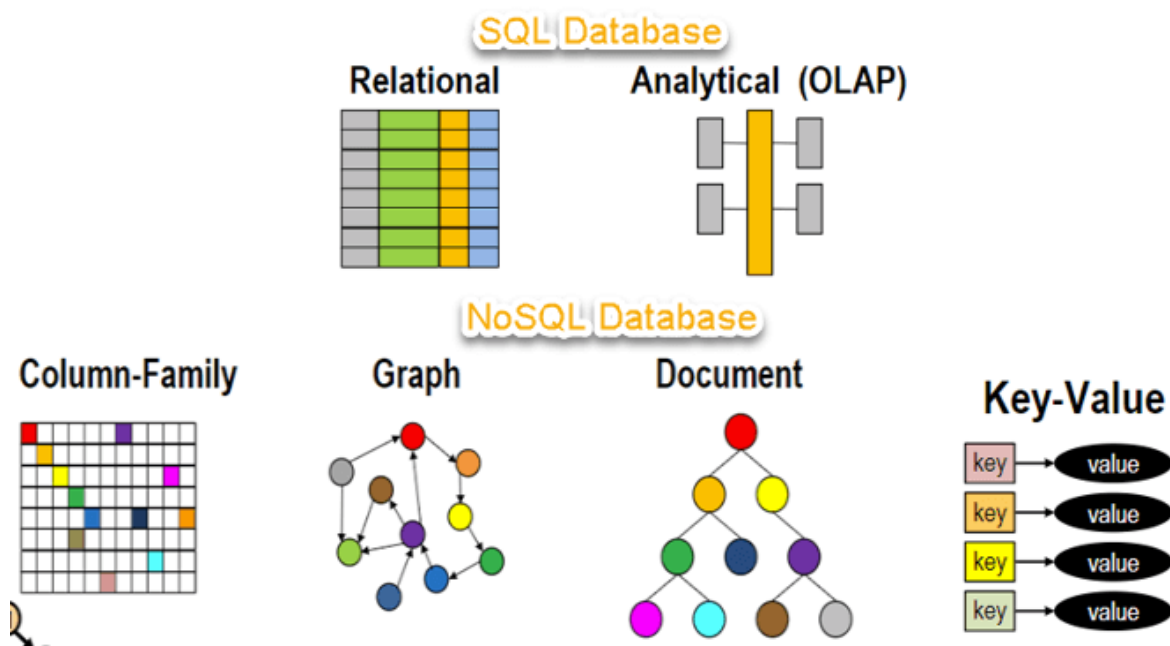 SQL Database
Relational
Analytical (OLAP)
NoSQL Database
Column-Family
Graph
Document
Key-Value
key
value
key
value
key
value
key
value